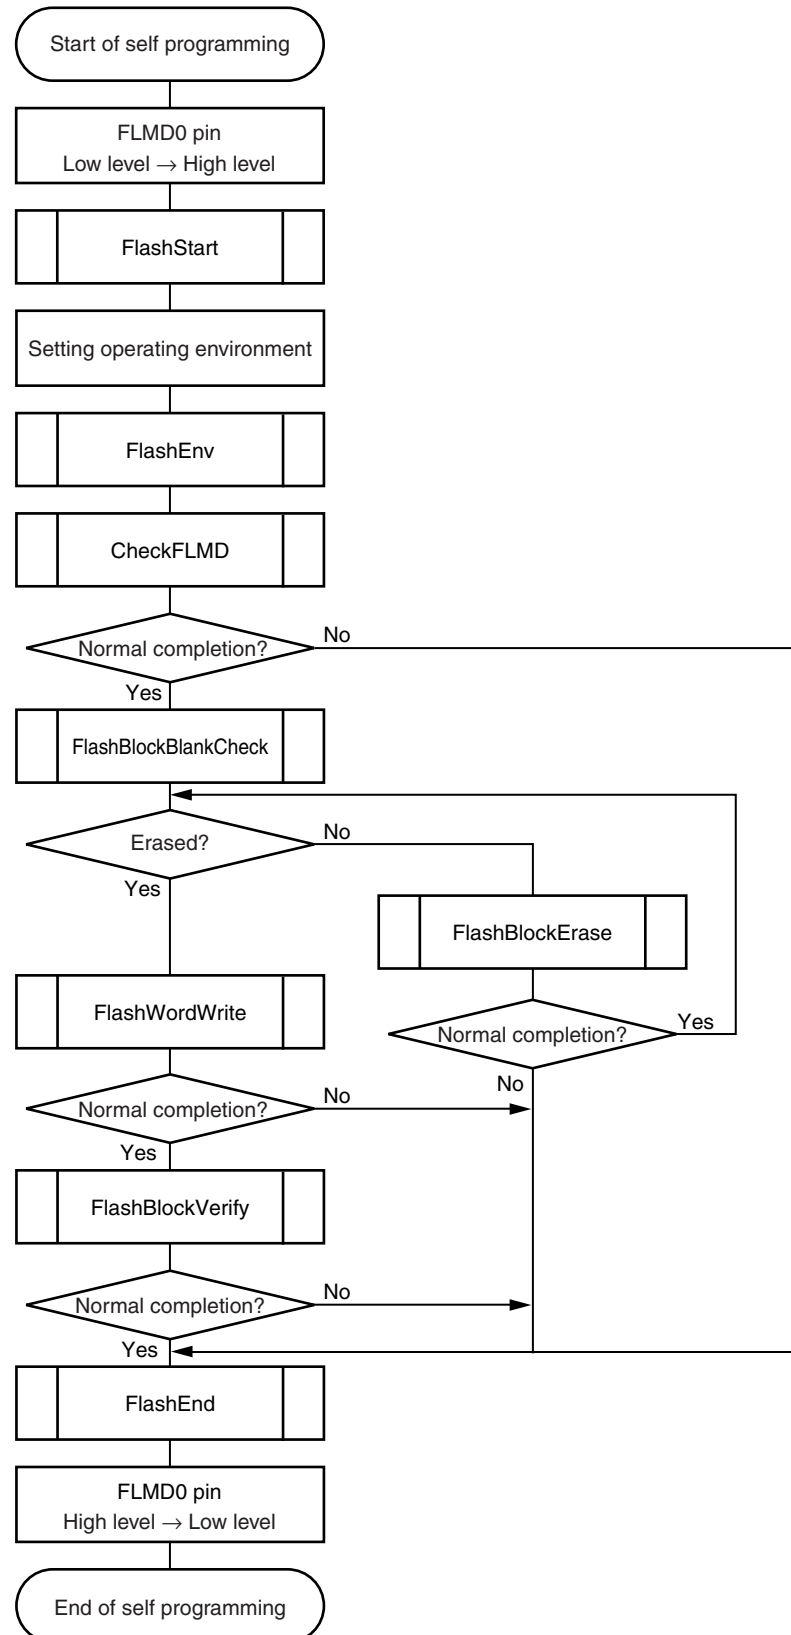 Start of self programming
FLMD0 pin
Low level → High level
FlashStart
Setting operating environment
FlashEnv
CheckFLMD
Normal completion?
No
Yes
FlashBlockBlankCheck
Erased?
No
Yes
FlashBlockErase
FlashWordWrite
Normal completion?
Yes
No
Normal completion?
No
Yes
FlashBlockVerify
Normal completion?
No
Yes
FlashEnd
FLMD0 pin
High level → Low level
End of self programming